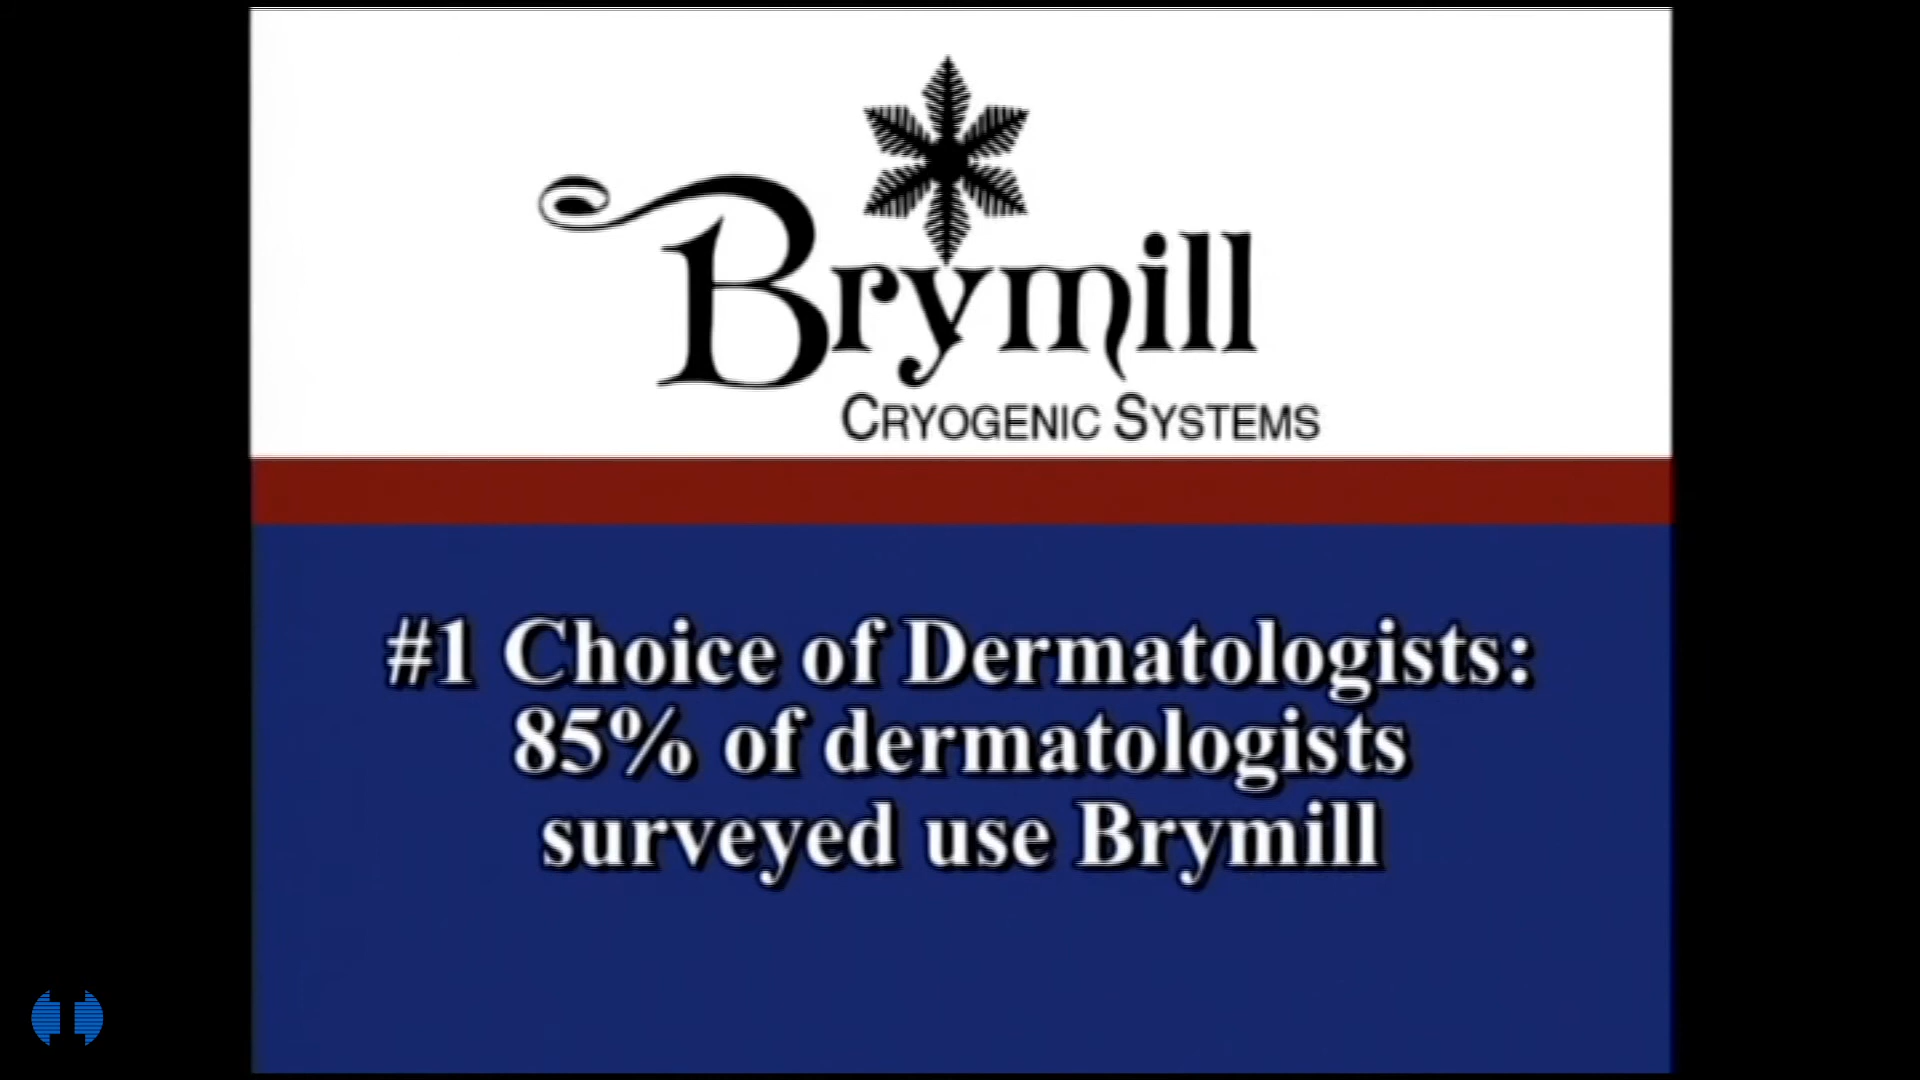 Brymill
CRYOGENIC SYSTEMS
#1 Choice of Dermatologists:
85% of dermatologists
surveyed use Brymill